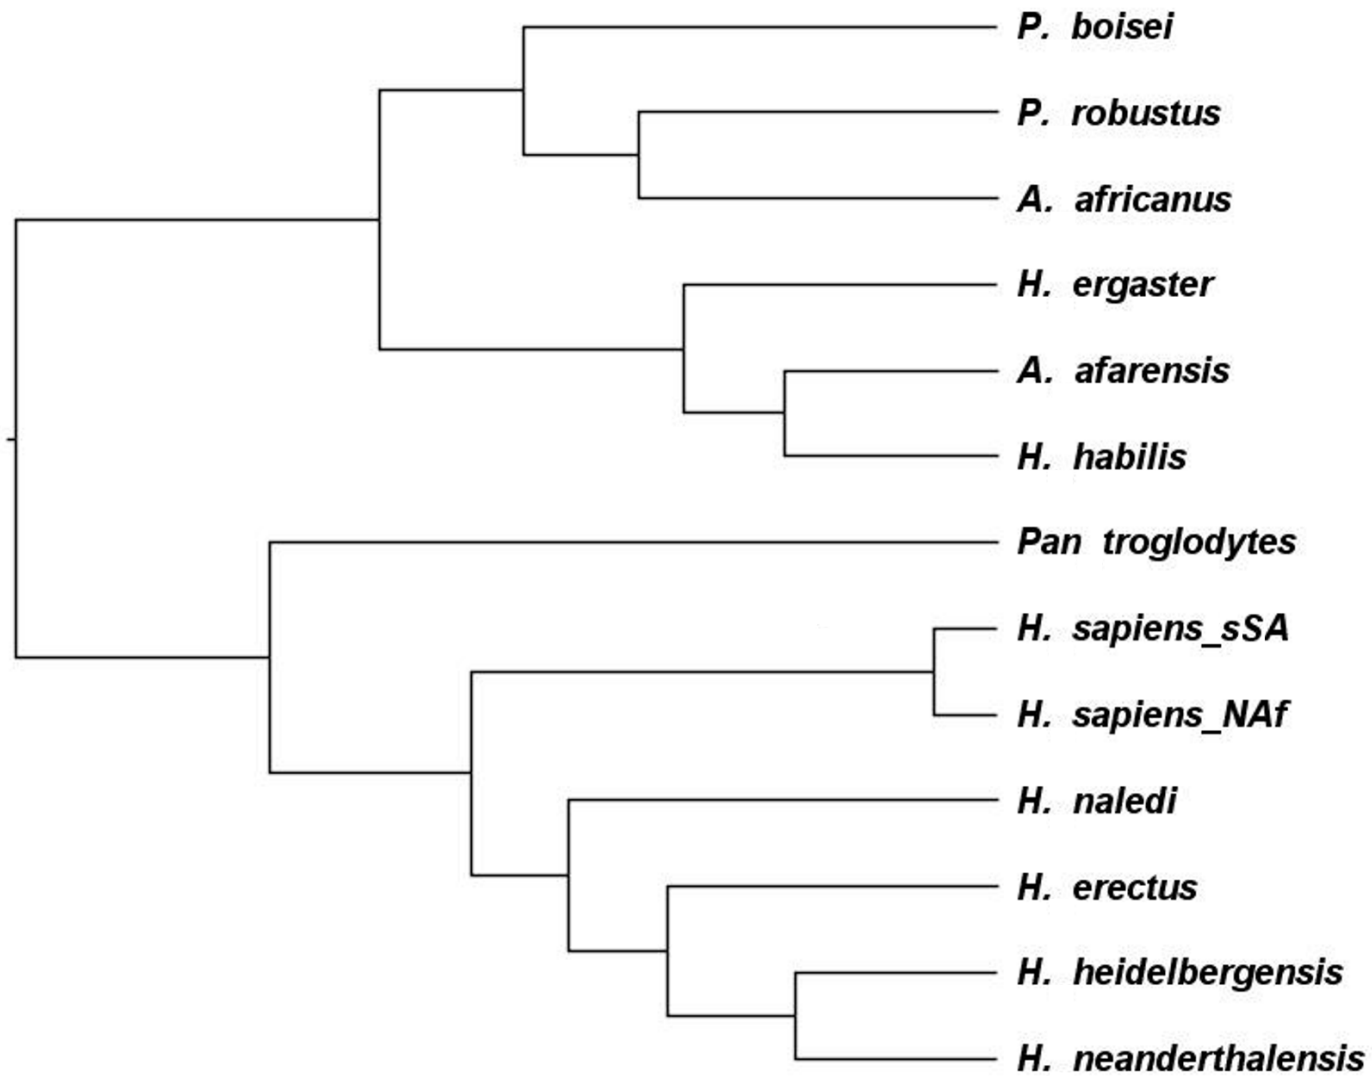 P. boisei
P. robustus
A. africanus
H. ergaster
A. afarensis
H. habilis
Pan troglodytes
H. sapiens_sSA
H. sapiens_NAf
H. naledi
H. erectus
H. heidelbergensis
H. neanderthalensis